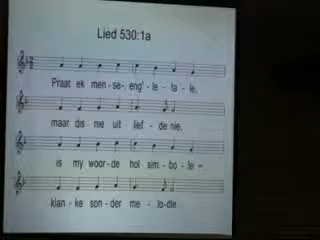 Lied 530:1a
Praat ek men - se-, eng'- le - ta - le,
maar dis nie uit lief - de nie,
is my woor - de hol sim - bo - le –
klan - ke son - der me - lo-die